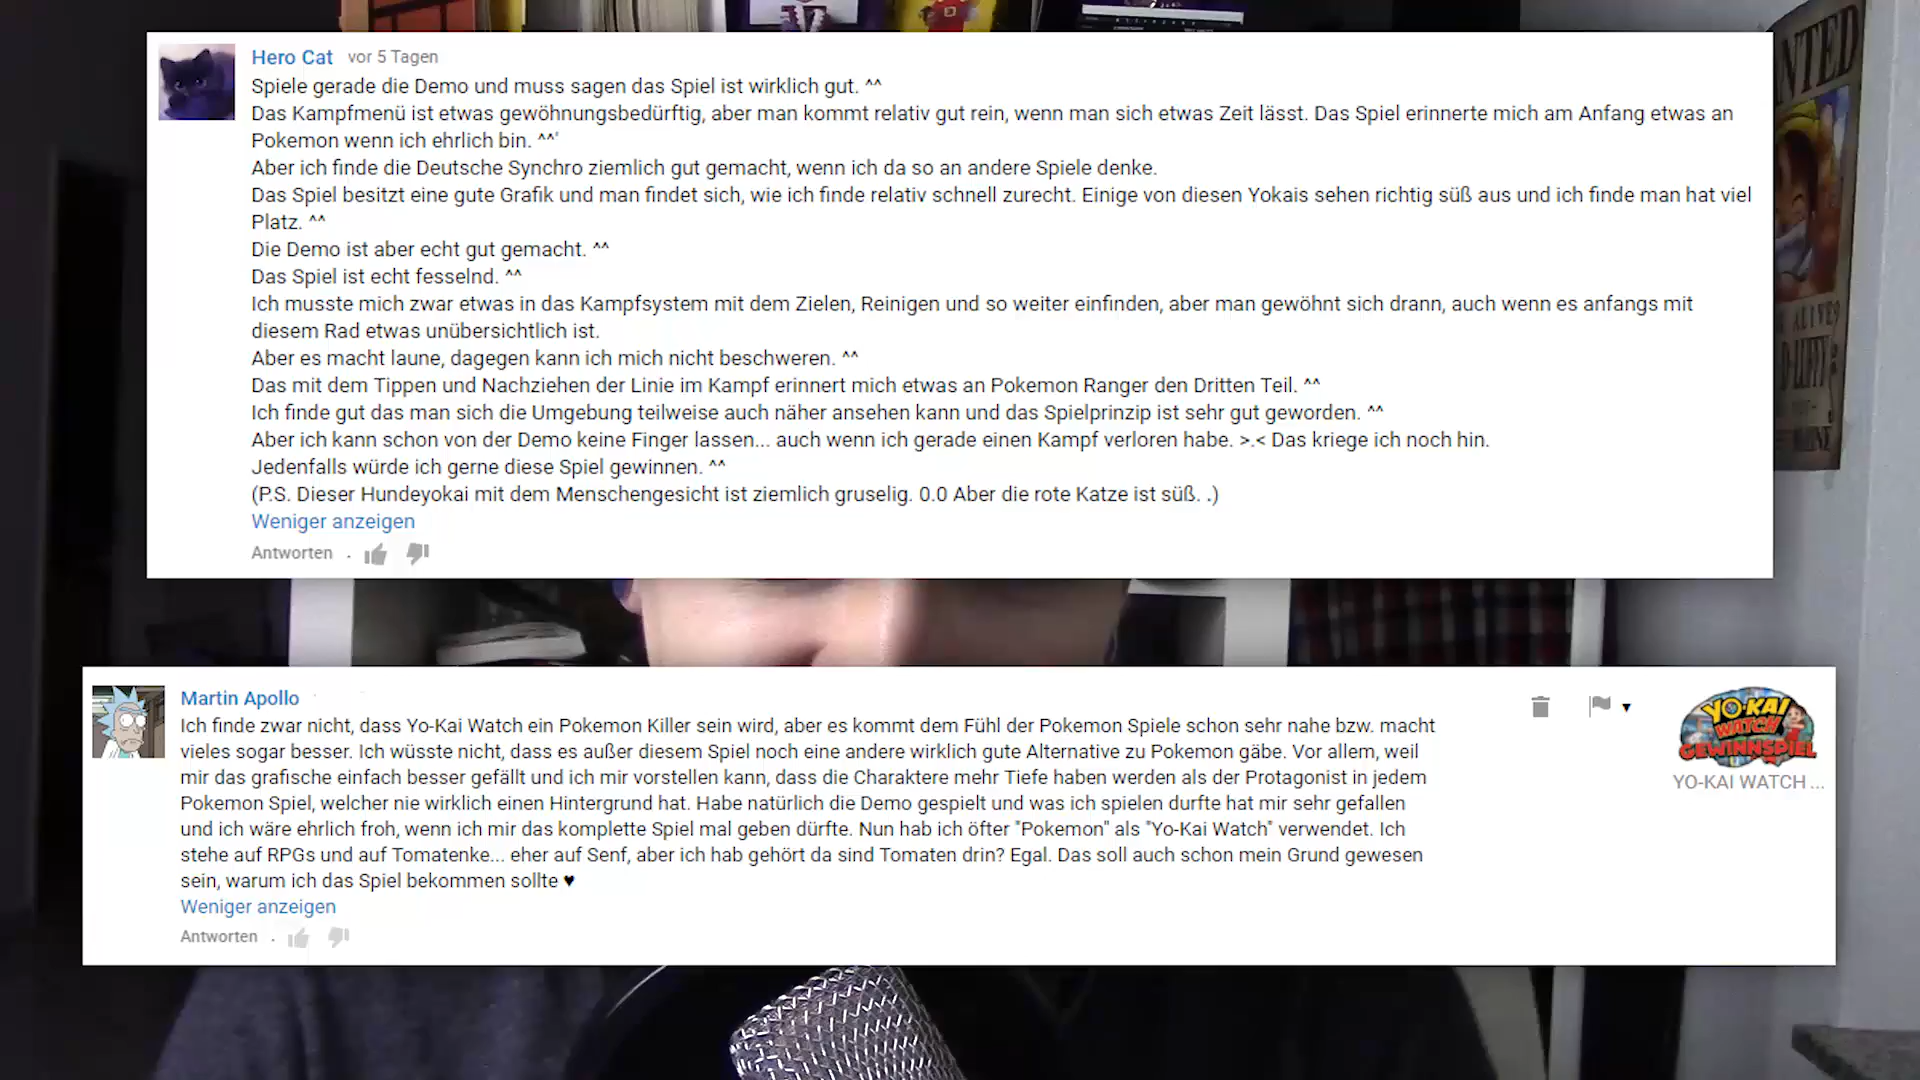 Hero Cat vor 5 Tagen
Spiele gerade die Demo und muss sagen das Spiel ist wirklich gut. ^^
Das Kampfmenü ist etwas gewöhnungsbedürftig, aber man kommt relativ gut rein, wenn man sich etwas Zeit lässt. Das Spiel erinnerte mich am Anfang etwas an
Pokemon wenn ich ehrlich bin. ^^'
Aber ich finde die Deutsche Synchro ziemlich gut gemacht, wenn ich da so an andere Spiele denke.
Das Spiel besitzt eine gute Grafik und man findet sich, wie ich finde relativ schnell zurecht. Einige von diesen Yokais sehen richtig süß aus und ich finde man hat viel
Platz. ^^
Die Demo ist aber echt gut gemacht. ^^
Das Spiel ist echt fesselnd. ^^
Ich musste mich zwar etwas in das Kampfsystem mit dem Zielen, Reinigen und so weiter einfinden, aber man gewöhnt sich drann, auch wenn es anfangs mit
diesem Rad etwas unübersichtlich ist.
Aber es macht laune, dagegen kann ich mich nicht beschweren. ^^
Das mit dem Tippen und Nachziehen der Linie im Kampf erinnert mich etwas an Pokemon Ranger den Dritten Teil. ^^
Ich finde gut das man sich die Umgebung teilweise auch näher ansehen kann und das Spielprinzip ist sehr gut geworden. ^^
Aber ich kann schon von der Demo keine Finger lassen... auch wenn ich gerade einen Kampf verloren habe. >.< Das kriege ich noch hin.
Jedenfalls würde ich gerne diese Spiel gewinnen. ^^
(P.S. Dieser Hundeyokai mit dem Menschengesicht ist ziemlich gruselig. 0.0 Aber die rote Katze ist süß. .)
Weniger anzeigen
Antworten .
Martin Apollo
Ich finde zwar nicht, dass Yo-Kai Watch ein Pokemon Killer sein wird, aber es kommt dem Fühl der Pokemon Spiele schon sehr nahe bzw. macht
vieles sogar besser. Ich wüsste nicht, dass es außer diesem Spiel noch eine andere wirklich gute Alternative zu Pokemon gäbe. Vor allem, weil
mir das grafische einfach besser gefällt und ich mir vorstellen kann, dass die Charaktere mehr Tiefe haben werden als der Protagonist in jedem
Pokemon Spiel, welcher nie wirklich einen Hintergrund hat. Habe natürlich die Demo gespielt und was ich spielen durfte hat mir sehr gefallen
und ich wäre ehrlich froh, wenn ich mir das komplette Spiel mal geben dürfte. Nun hab ich öfter "Pokemon" als "Yo-Kai Watch" verwendet. Ich
stehe auf RPGs und auf Tomatenke... eher auf Senf, aber ich hab gehört da sind Tomaten drin? Egal. Das soll auch schon mein Grund gewesen
sein, warum ich das Spiel bekommen sollte ♥
Weniger anzeigen
Antworten .
YO-KAI
WATCH
GEWINNSPIEL
YO-KAI WATCH ...